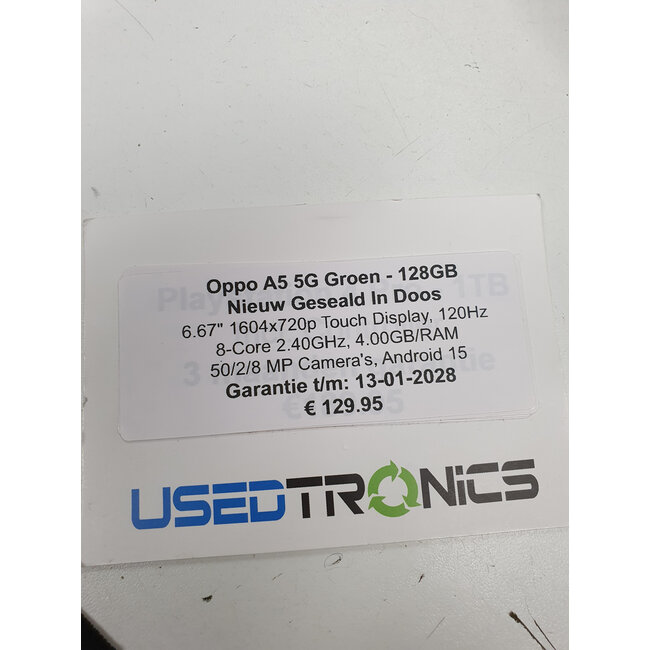 Oppo A5 5G Groen - 128GB
Nieuw Geseald In Doos
6.67" 1604x720p Touch Display, 120Hz
8-Core 2.40GHz, 4.00GB/RAM
50/2/8 MP Camera's, Android 15
Garantie t/m: 13-01-2028
€ 129.95
USEDTRONiCS